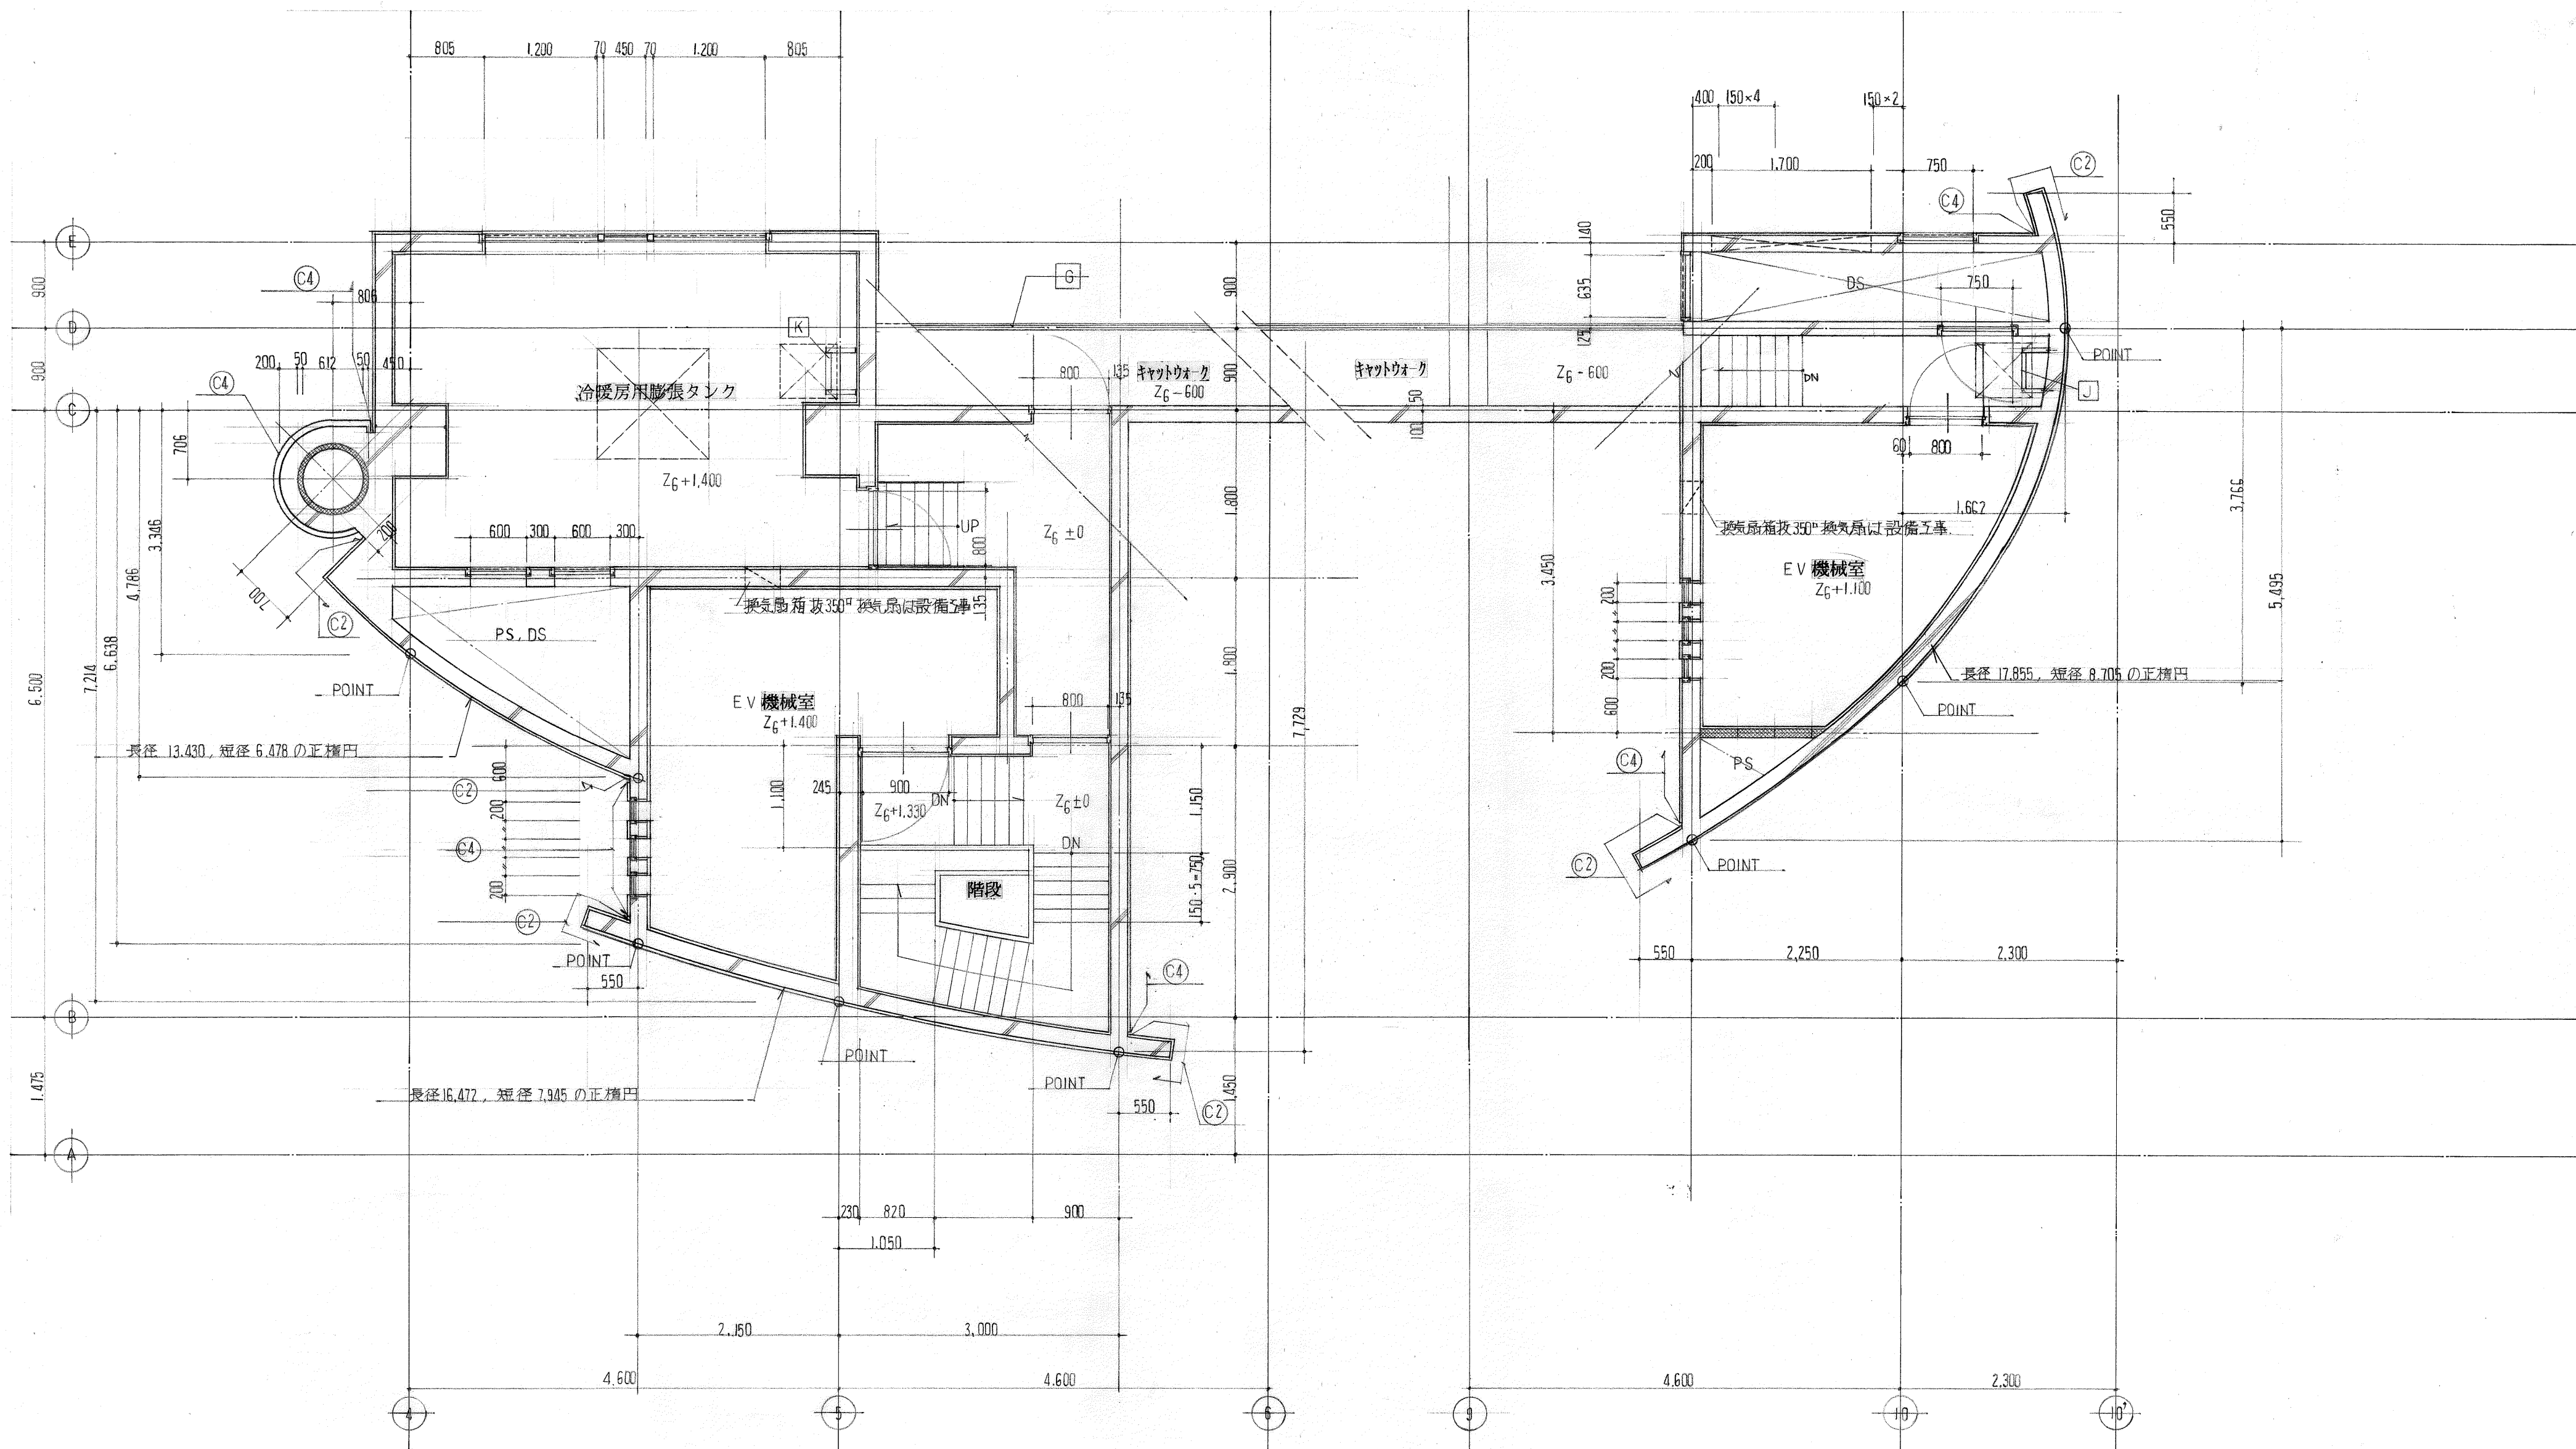 805 1,200 70 450 70 1,200 805
400 150×4 150×2
200 1,700 750
C2
C4
550
E
140
C4
G
900
900
635
DS
750
806
K
D
125
POINT
200 50 612 50 450
900
C4
冷暖房用膨張タンク
800 135
キャットウォーク
Z6-600
900
キャットウォーク
Z6-600
DN
J
C
50
100
706
60 800
Z6+1,400
3,346
200
600 300 600 300
UP
800
Z6±0
1,800
1,662
3,766
換気扇箱抜350□換気扇は設備工事
EV機械室
Z6+1,100
3,450
4,786
700
C2
135
換気扇箱抜350□換気扇は設備工事
200
5,495
PS, DS
6,500
7,214
6,638
POINT
1,800
200
長径 17,855, 短径 8,705 の正楕円
EV機械室
Z6+1,400
800 135
600
POINT
7,729
長径 13,430, 短径 6,478 の正楕円
600
C2
1,100
245 900
DN
Z6+1,330
Z6±0
1,150
C4
PS
200
C4
DN
C2
POINT
200
階段
150×5=750
2,900
C2
POINT
550
C4
550 2,250 2,300
B
POINT
POINT
1,475
長径16,472, 短径 7,945 の正楕円
550
C2
1,450
A
230 820 900
1,050
2,150 3,000
4,600 4,600 4,600 2,300
4 5 6 9 10 10'